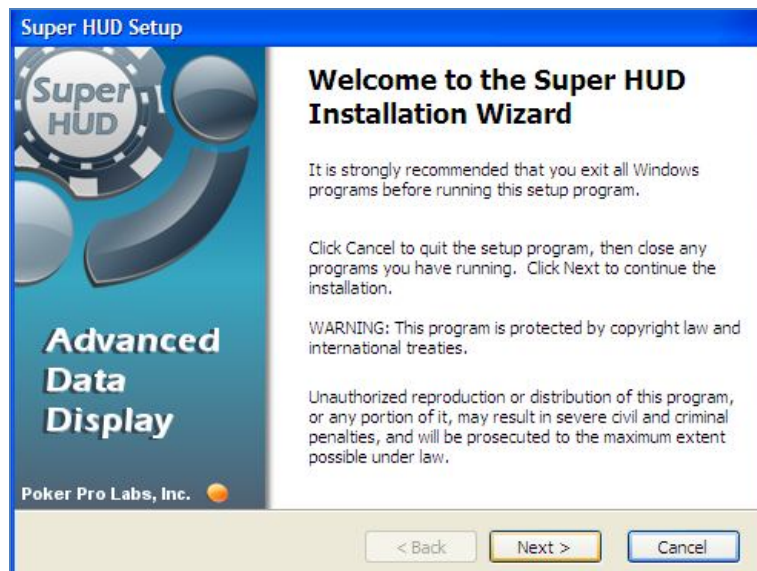 Super HUD Setup
Super
HUD
Advanced
Data
Display
Poker Pro Labs, Inc.
Welcome to the Super HUD
Installation Wizard
It is strongly recommended that you exit all Windows
programs before running this setup program.
Click Cancel to quit the setup program, then close any
programs you have running.  Click Next to continue the
installation.
WARNING: This program is protected by copyright law and
international treaties.
Unauthorized reproduction or distribution of this program,
or any portion of it, may result in severe civil and criminal
penalties, and will be prosecuted to the maximum extent
possible under law.
< Back
Next >
Cancel